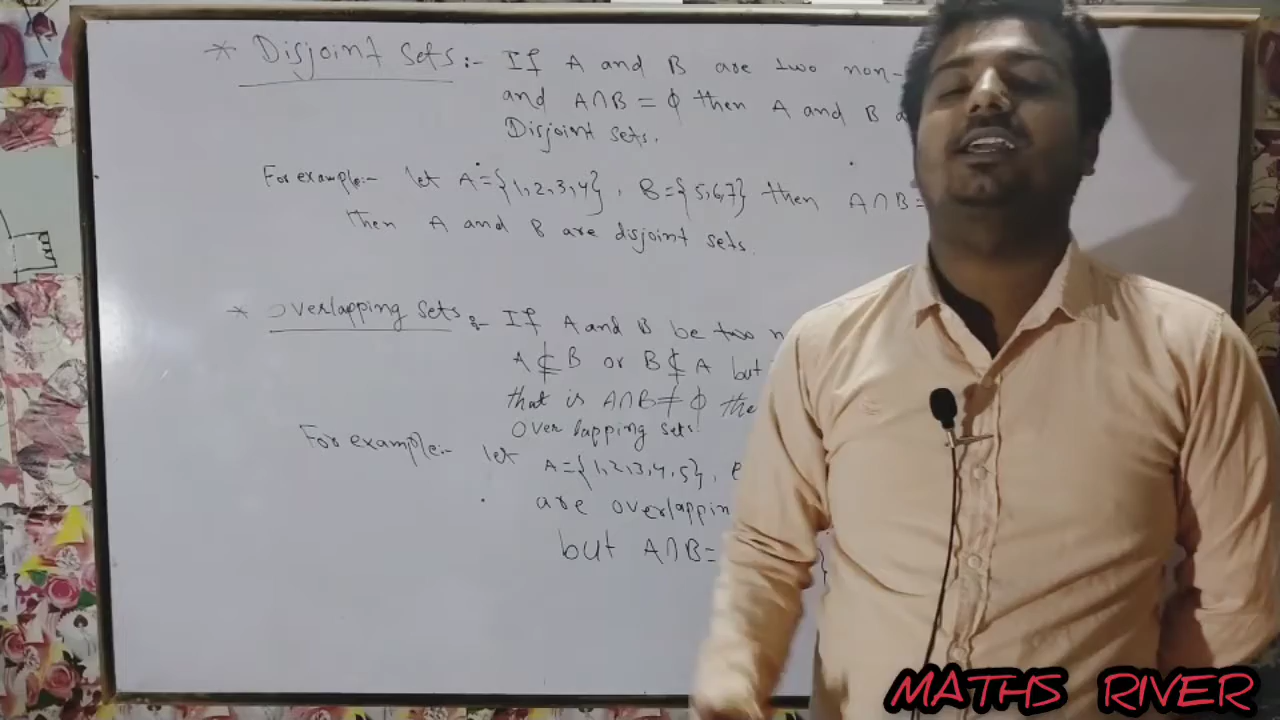 * Disjoint sets:- If A and B are two non-
and A∩B = ϕ then A and B
Disjoint sets.
For example:- let A={1,2,3,4}, B={5,6,7} then A∩B=
then A and B are disjoint sets.
* Overlapping sets:- If A and B be two
A⊈B or B⊈A but
that is A∩B≠ϕ the
Over lapping sets.
For example:- let A={1,2,3,4,5},
are overlappin
but A∩B= }
MATHS RIVER